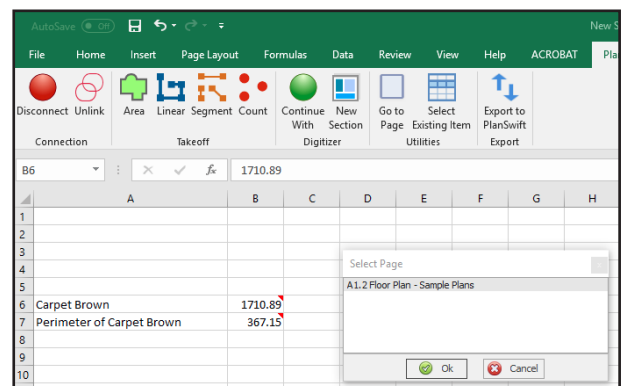 AutoSave Off New S
File Home Insert Page Layout Formulas Data Review View Help ACROBAT Pla
Disconnect Unlink Area Linear Segment Count Continue With New Section Go to Page Select Existing Item Export to PlanSwift
Connection Takeoff Digitizer Utilities Export
B6 fx 1710.89
A B C D E F G H
1
2
3
4
5
6 Carpet Brown 1710.89
7 Perimeter of Carpet Brown 367.15
8
9
10
Select Page
A1.2 Floor Plan - Sample Plans
Ok Cancel